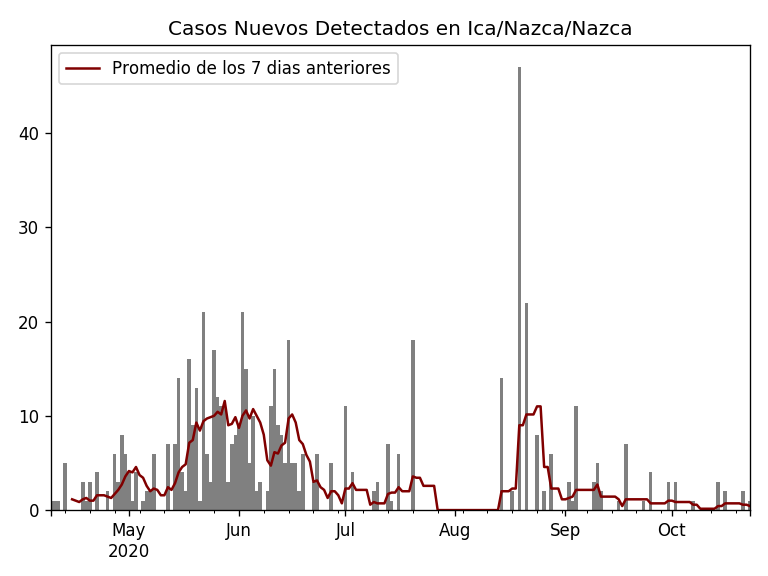 Casos Nuevos Detectados en Ica/Nazca/Nazca
Promedio de los 7 dias anteriores
40
30
20
10
0
May Jun Jul Aug Sep Oct
2020